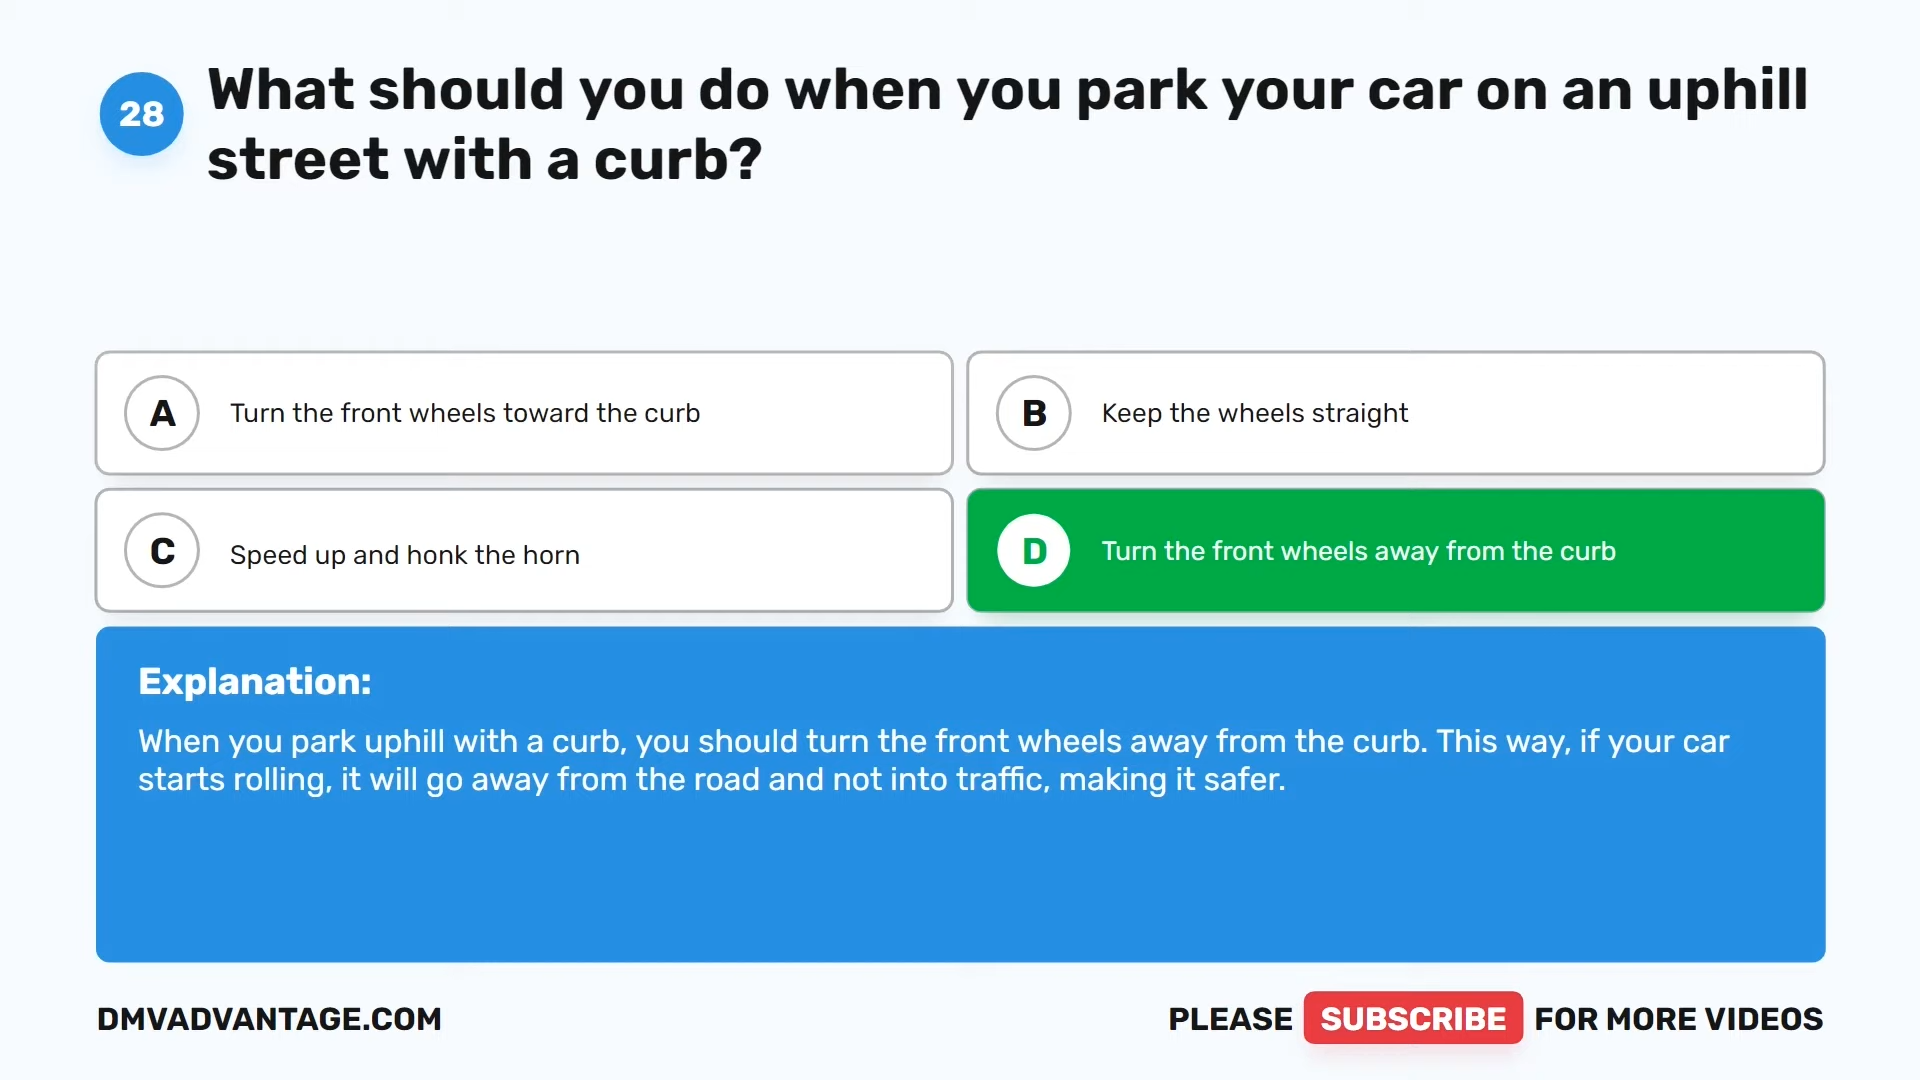 28
What should you do when you park your car on an uphill
street with a curb?
A Turn the front wheels toward the curb
B Keep the wheels straight
C Speed up and honk the horn
D Turn the front wheels away from the curb
Explanation:
When you park uphill with a curb, you should turn the front wheels away from the curb. This way, if your car
starts rolling, it will go away from the road and not into traffic, making it safer.
DMVADVANTAGE.COM
PLEASE SUBSCRIBE FOR MORE VIDEOS